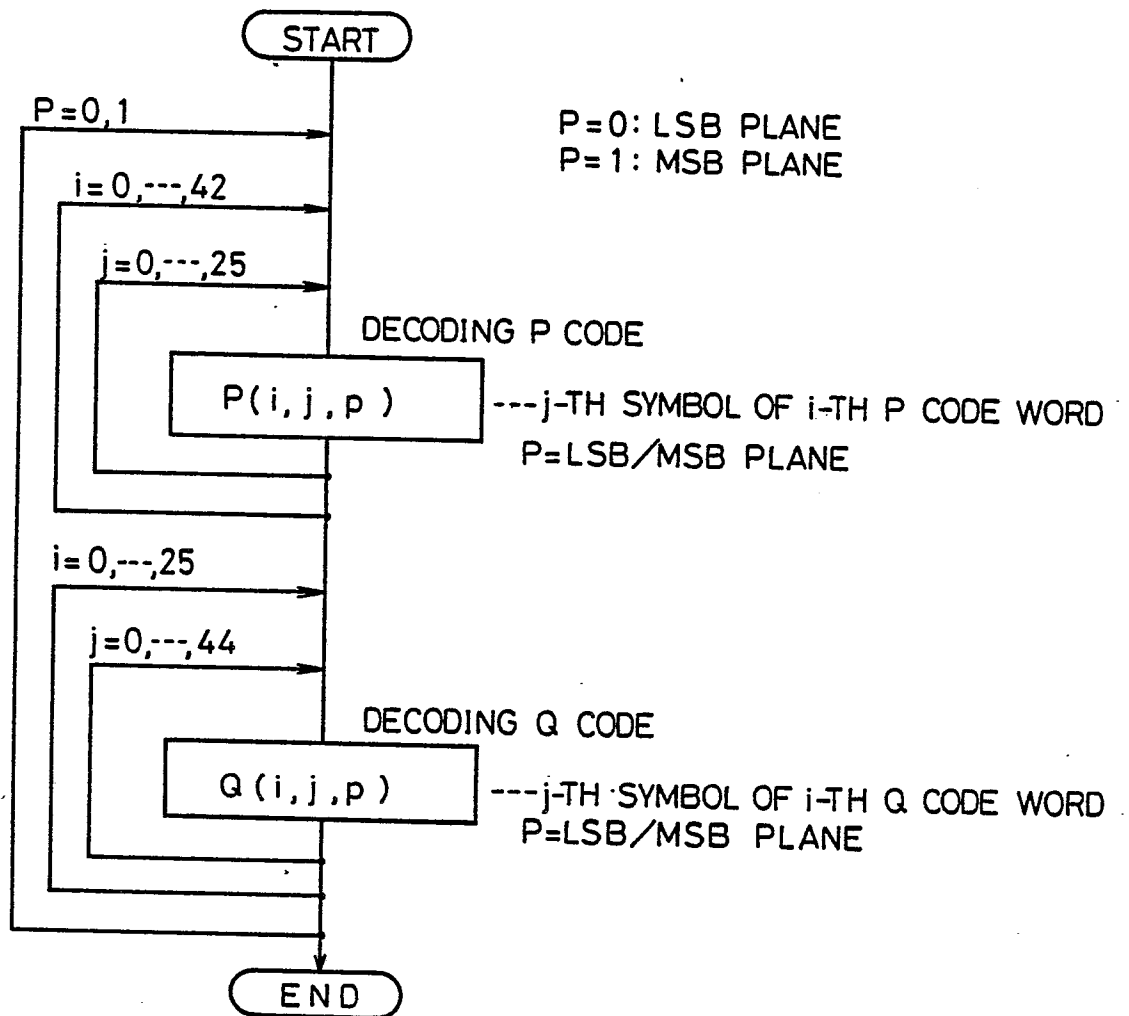 START
P=0,1
P=0: LSB PLANE
P=1: MSB PLANE
i=0,---,42
j=0,---,25
DECODING P CODE
P(i,j,p)
---j-TH SYMBOL OF i-TH P CODE WORD
P=LSB/MSB PLANE
i=0,---,25
j=0,---,44
DECODING Q CODE
Q(i,j,p)
---j-TH SYMBOL OF i-TH Q CODE WORD
P=LSB/MSB PLANE
END